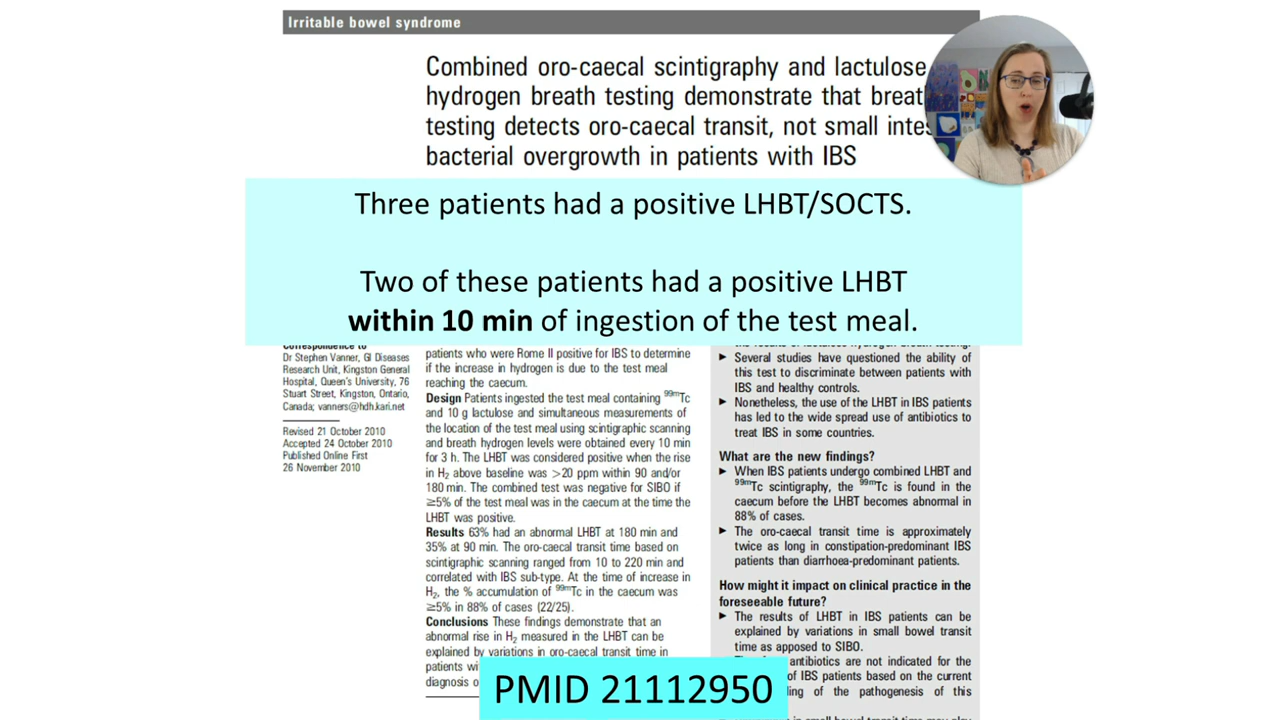 Irritable bowel syndrome
Combined oro-caecal scintigraphy and lactulose
hydrogen breath testing demonstrate that
testing detects oro-caecal transit, not small
bacterial overgrowth in patients with IBS
Three patients had a positive LHBT/SOCTS.
Two of these patients had a positive LHBT
within 10 min of ingestion of the test meal.
Correspondence to
Dr Stephen Vanner, GI Diseases
Research Unit, Kingston General
Hospital, Queen's University, 76
Stuart Street, Kingston, Ontario,
Canada; vanners@hdh.kari.net
Revised 21 October 2010
Accepted 24 October 2010
Published Online First
26 November 2010
patients who were Rome II positive for IBS to determine
if the increase in hydrogen is due to the test meal
reaching the caecum.
Design Patients ingested the test meal containing 99mTc
and 10 g lactulose and simultaneous measurements of
the location of the test meal using scintigraphic scanning
and breath hydrogen levels were obtained every 10 min
for 3 h. The LHBT was considered positive when the rise
in H2 above baseline was >20 ppm within 90 and/or
180 min. The combined test was negative for SIBO if
≥5% of the test meal was in the caecum at the time the
LHBT was positive.
Results 63% had an abnormal LHBT at 180 min and
35% at 90 min. The oro-caecal transit time based on
scintigraphic scanning ranged from 10 to 220 min and
correlated with IBS sub-type. At the time of increase in
H2, the % accumulation of 99mTc in the caecum was
≥5% in 88% of cases (22/25).
Conclusions These findings demonstrate that an
abnormal rise in H2 measured in the LHBT can be
explained by variations in oro-caecal transit time in
patients
diagnosis
► Several studies have questioned the ability of
this test to discriminate between patients with
IBS and healthy controls.
► Nonetheless, the use of the LHBT in IBS patients
has led to the wide spread use of antibiotics to
treat IBS in some countries.
What are the new findings?
► When IBS patients undergo combined LHBT and
99mTc scintigraphy, the 99mTc is found in the
caecum before the LHBT becomes abnormal in
88% of cases.
► The oro-caecal transit time is approximately
twice as long in constipation-predominant IBS
patients than diarrhoea-predominant patients.
How might it impact on clinical practice in the
foreseeable future?
► The results of LHBT in IBS patients can be
explained by variations in small bowel transit
time as apposed to SIBO.
antibiotics are not indicated for the
of IBS patients based on the current
of the pathogenesis of this
PMID 21112950